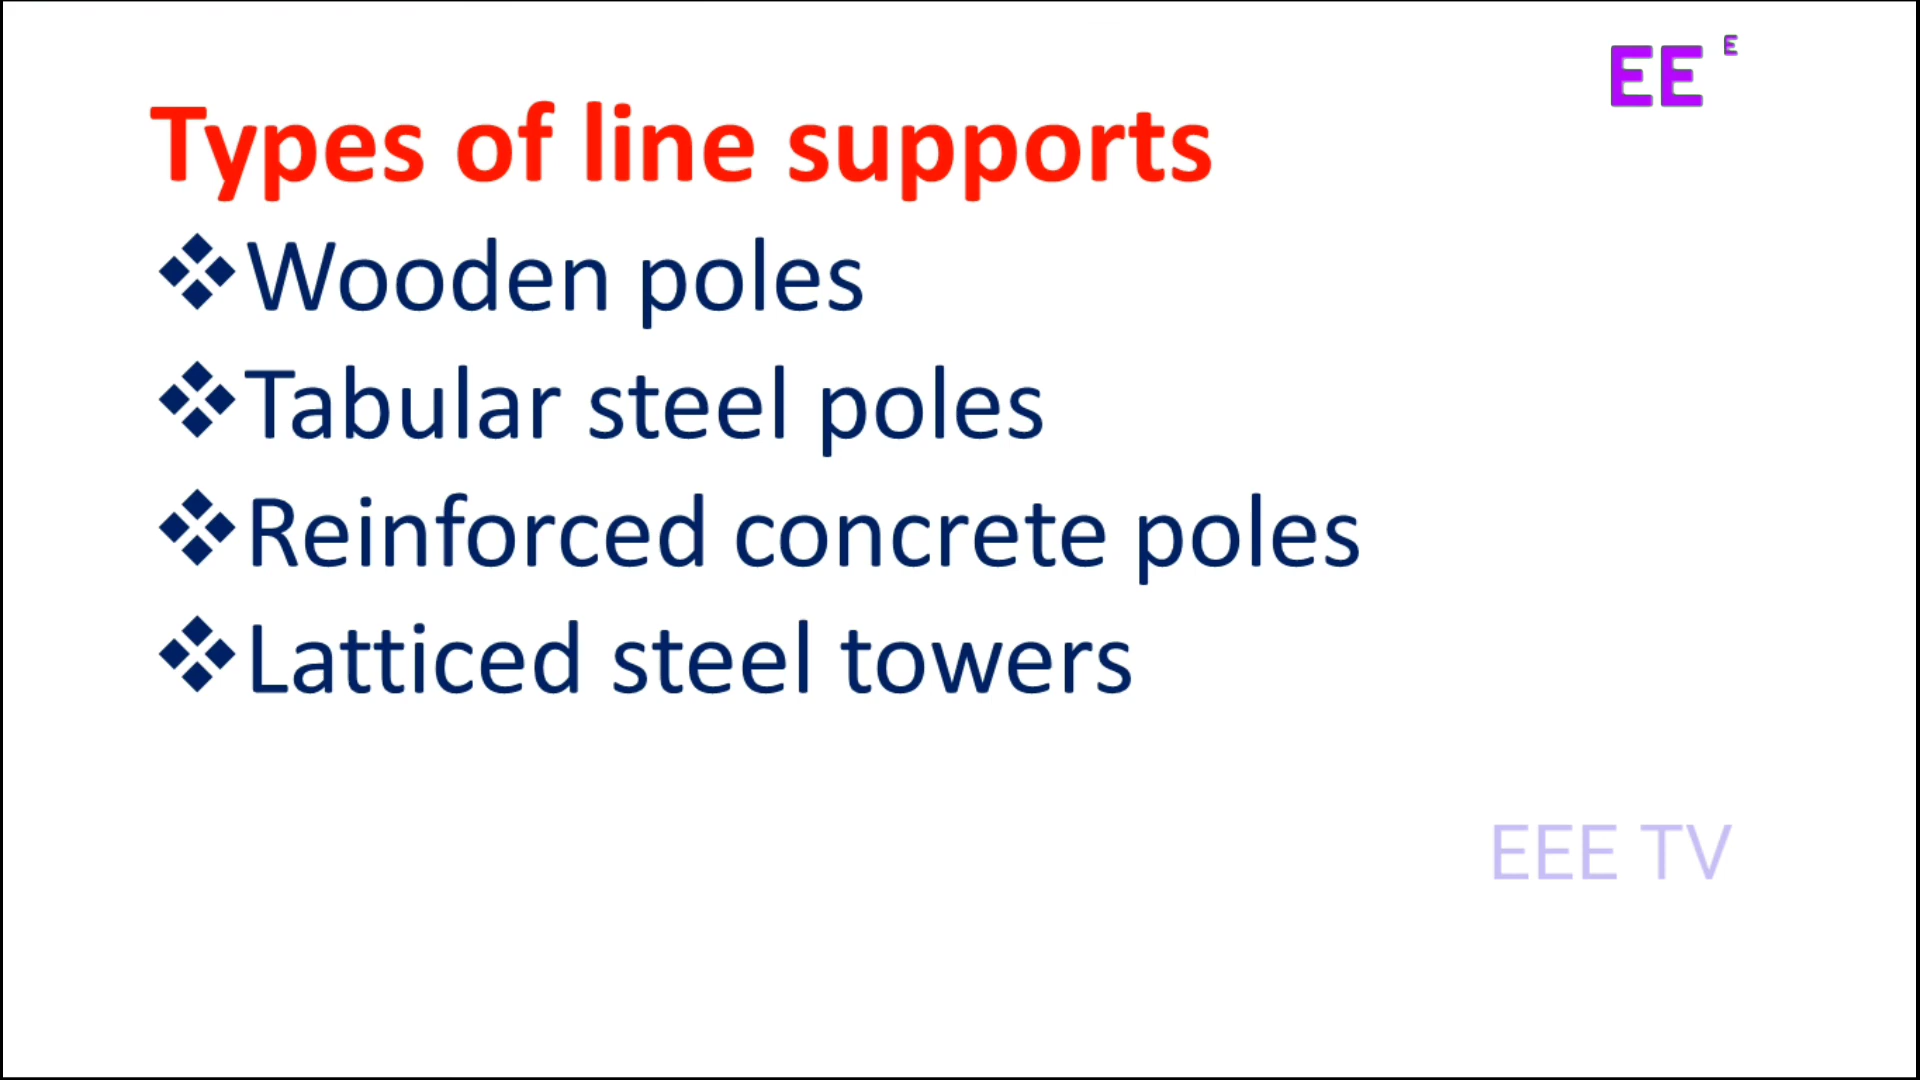 EE E
Types of line supports
❖Wooden poles
❖Tabular steel poles
❖Reinforced concrete poles
❖Latticed steel towers
EEE TV